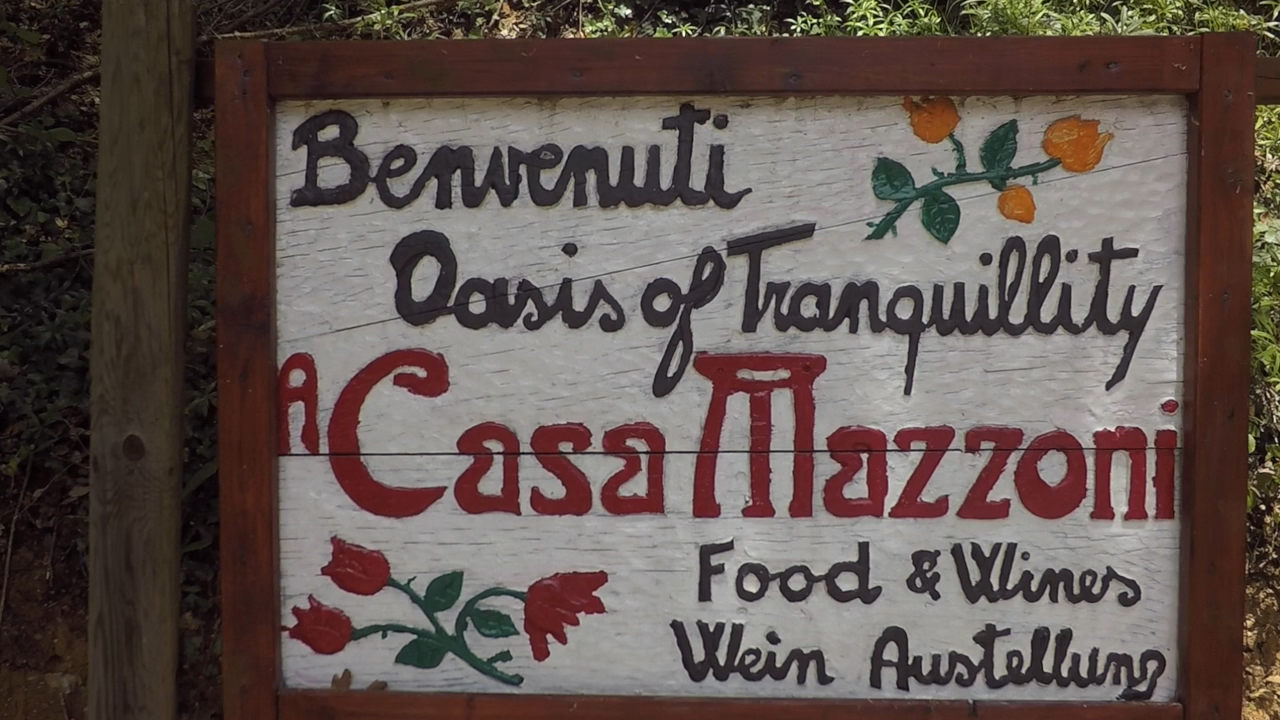 Benvenuti
Oasis of Tranquillity
A Casa Mazzoni
Food & Wines
Wein Austellung